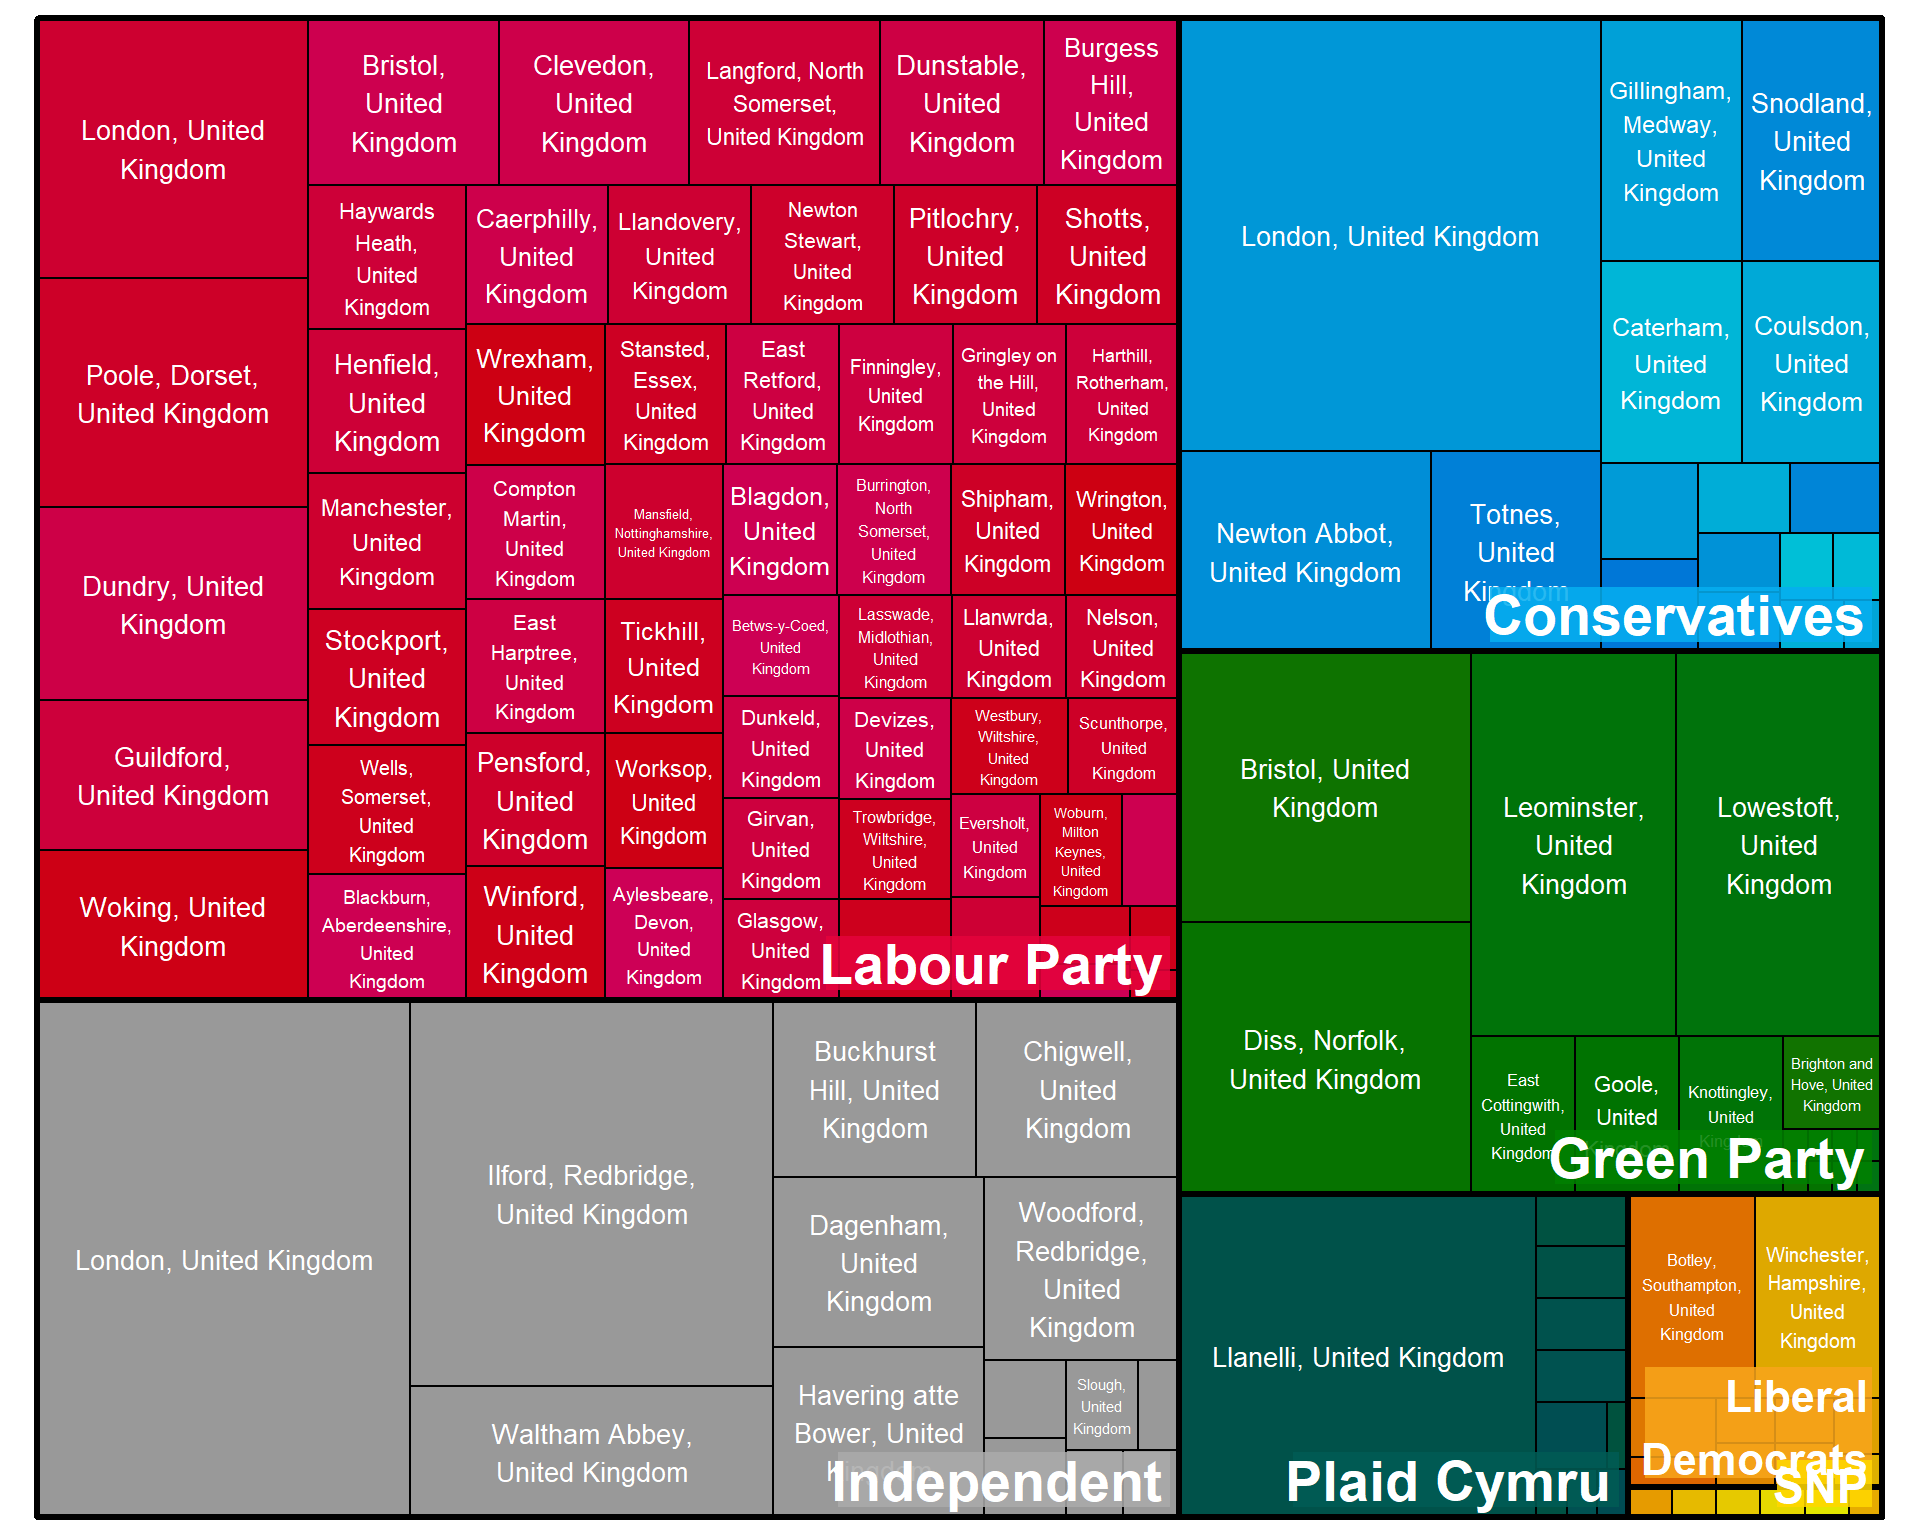 London, United
Kingdom
Poole, Dorset,
United Kingdom
Dundry, United
Kingdom
Guildford,
United Kingdom
Woking, United
Kingdom
Bristol,
United
Kingdom
Clevedon,
United
Kingdom
Langford, North
Somerset,
United Kingdom
Dunstable,
United
Kingdom
Burgess
Hill,
United
Kingdom
Haywards
Heath,
United
Kingdom
Henfield,
United
Kingdom
Manchester,
United
Kingdom
Stockport,
United
Kingdom
Wells,
Somerset,
United
Kingdom
Blackburn,
Aberdeenshire,
United
Kingdom
Caerphilly,
United
Kingdom
Llandovery,
United
Kingdom
Newton
Stewart,
United
Kingdom
Pitlochry,
United
Kingdom
Shotts,
United
Kingdom
Wrexham,
United
Kingdom
Compton
Martin,
United
Kingdom
East
Harptree,
United
Kingdom
Pensford,
United
Kingdom
Winford,
United
Kingdom
Stansted,
Essex,
United
Kingdom
Mansfield,
Nottinghamshire,
United Kingdom
Tickhill,
United
Kingdom
Worksop,
United
Kingdom
Aylesbeare,
Devon,
United
Kingdom
East
Retford,
United
Kingdom
Finningley,
United
Kingdom
Gringley on
the Hill,
United
Kingdom
Harthill,
Rotherham,
United
Kingdom
Blagdon,
United
Kingdom
Burrington,
North
Somerset,
United
Kingdom
Shipham,
United
Kingdom
Wrington,
United
Kingdom
Betws-y-Coed,
United
Kingdom
Lasswade,
Midlothian,
United
Kingdom
Llanwrda,
United
Kingdom
Nelson,
United
Kingdom
Dunkeld,
United
Kingdom
Devizes,
United
Kingdom
Westbury,
Wiltshire,
United
Kingdom
Scunthorpe,
United
Kingdom
Girvan,
United
Kingdom
Trowbridge,
Wiltshire,
United
Kingdom
Eversholt,
United
Kingdom
Woburn,
Milton
Keynes,
United
Kingdom
Glasgow,
United
Kingdom
Labour Party
London, United Kingdom
Gillingham,
Medway,
United
Kingdom
Snodland,
United
Kingdom
Caterham,
United
Kingdom
Coulsdon,
United
Kingdom
Newton Abbot,
United Kingdom
Totnes,
United
Kingdom
Conservatives
Bristol, United
Kingdom
Diss, Norfolk,
United Kingdom
Leominster,
United
Kingdom
Lowestoft,
United
Kingdom
East
Cottingwith,
United
Kingdom
Goole,
United
Kingdom
Knottingley,
United
Kingdom
Brighton and
Hove, United
Kingdom
Green Party
London, United Kingdom
Ilford, Redbridge,
United Kingdom
Waltham Abbey,
United Kingdom
Buckhurst
Hill, United
Kingdom
Chigwell,
United
Kingdom
Dagenham,
United
Kingdom
Woodford,
Redbridge,
United
Kingdom
Havering atte
Bower, United
Kingdom
Slough,
United
Kingdom
Independent
Llanelli, United Kingdom
Plaid Cymru
Botley,
Southampton,
United
Kingdom
Winchester,
Hampshire,
United
Kingdom
Liberal
Democrats
SNP